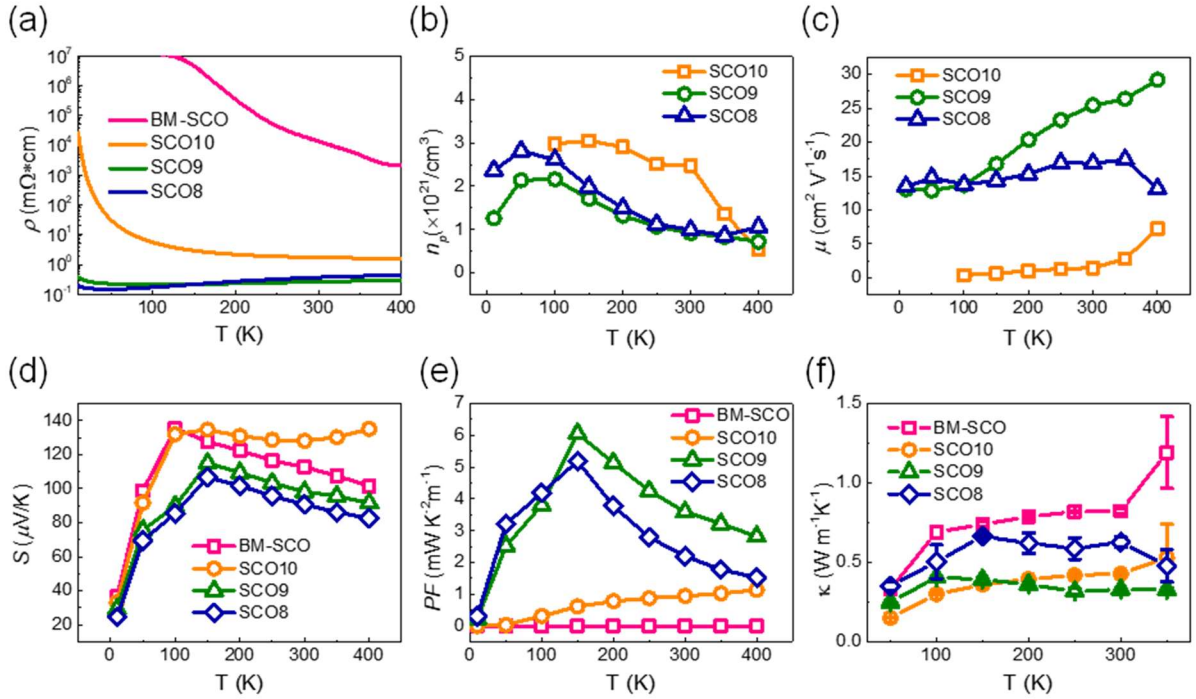 (a)
10⁷
10⁶
10⁵
10⁴
10³
10²
10¹
10⁰
10⁻¹
ρ (mΩ*cm)
BM-SCO
SCO10
SCO9
SCO8
100 200 300 400
T (K)
(b)
5
4
3
2
1
0
nₚ(×10²¹/cm³)
SCO10
SCO9
SCO8
0 100 200 300 400
T (K)
(c)
30
25
20
15
10
5
0
μ (cm² V⁻¹s⁻¹)
SCO10
SCO9
SCO8
0 100 200 300 400
T (K)
(d)
140
120
100
80
60
40
20
S (μV/K)
BM-SCO
SCO10
SCO9
SCO8
0 100 200 300 400
T (K)
(e)
7
6
5
4
3
2
1
0
PF (mW K⁻²m⁻¹)
BM-SCO
SCO10
SCO9
SCO8
0 100 200 300 400
T (K)
(f)
1.5
1.0
0.5
0.0
κ (W m⁻¹K⁻¹)
BM-SCO
SCO10
SCO9
SCO8
100 200 300
T (K)